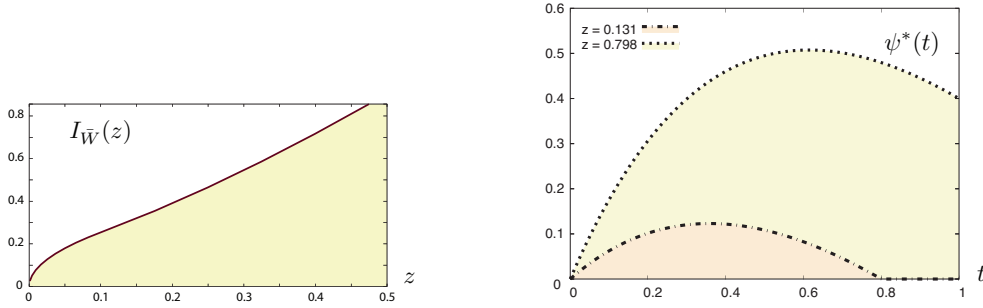 I_{\bar{W}}(z)
0.8
0.6
0.4
0.2
0
0 0.1 0.2 0.3 0.4 0.5 z
z = 0.131
z = 0.798
ψ*(t)
0.6
0.5
0.4
0.3
0.2
0.1
0
0 0.2 0.4 0.6 0.8 1 t